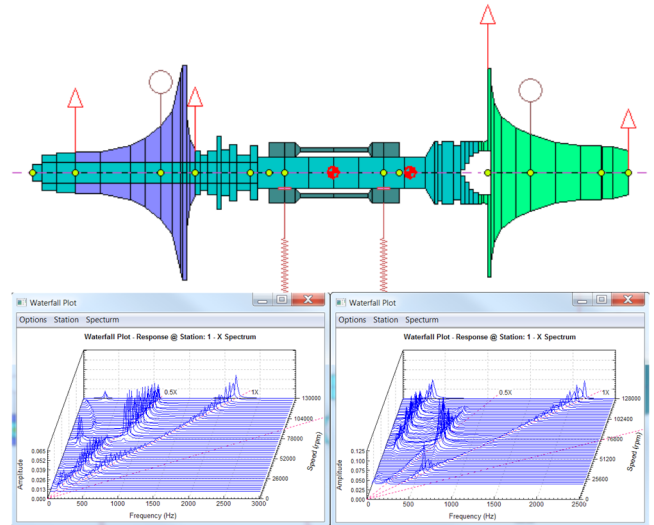 Waterfall Plot
Options Station Specturm
Waterfall Plot - Response @ Station: 1 - X Spectrum
0.5X
1X
130000
104000
78000
52000
26000
0
Speed (rpm)
0.065
0.052
0.039
0.026
0.013
0.000
Amplitude
0 500 1000 1500 2000 2500 3000
Frequency (Hz)
Waterfall Plot
Options Station Specturm
Waterfall Plot - Response @ Station: 1 - X Spectrum
0.5X
1X
128000
102400
76800
51200
25600
0
Speed (rpm)
0.125
0.100
0.075
0.050
0.025
0.000
Amplitude
0 500 1000 1500 2000 2500
Frequency (Hz)